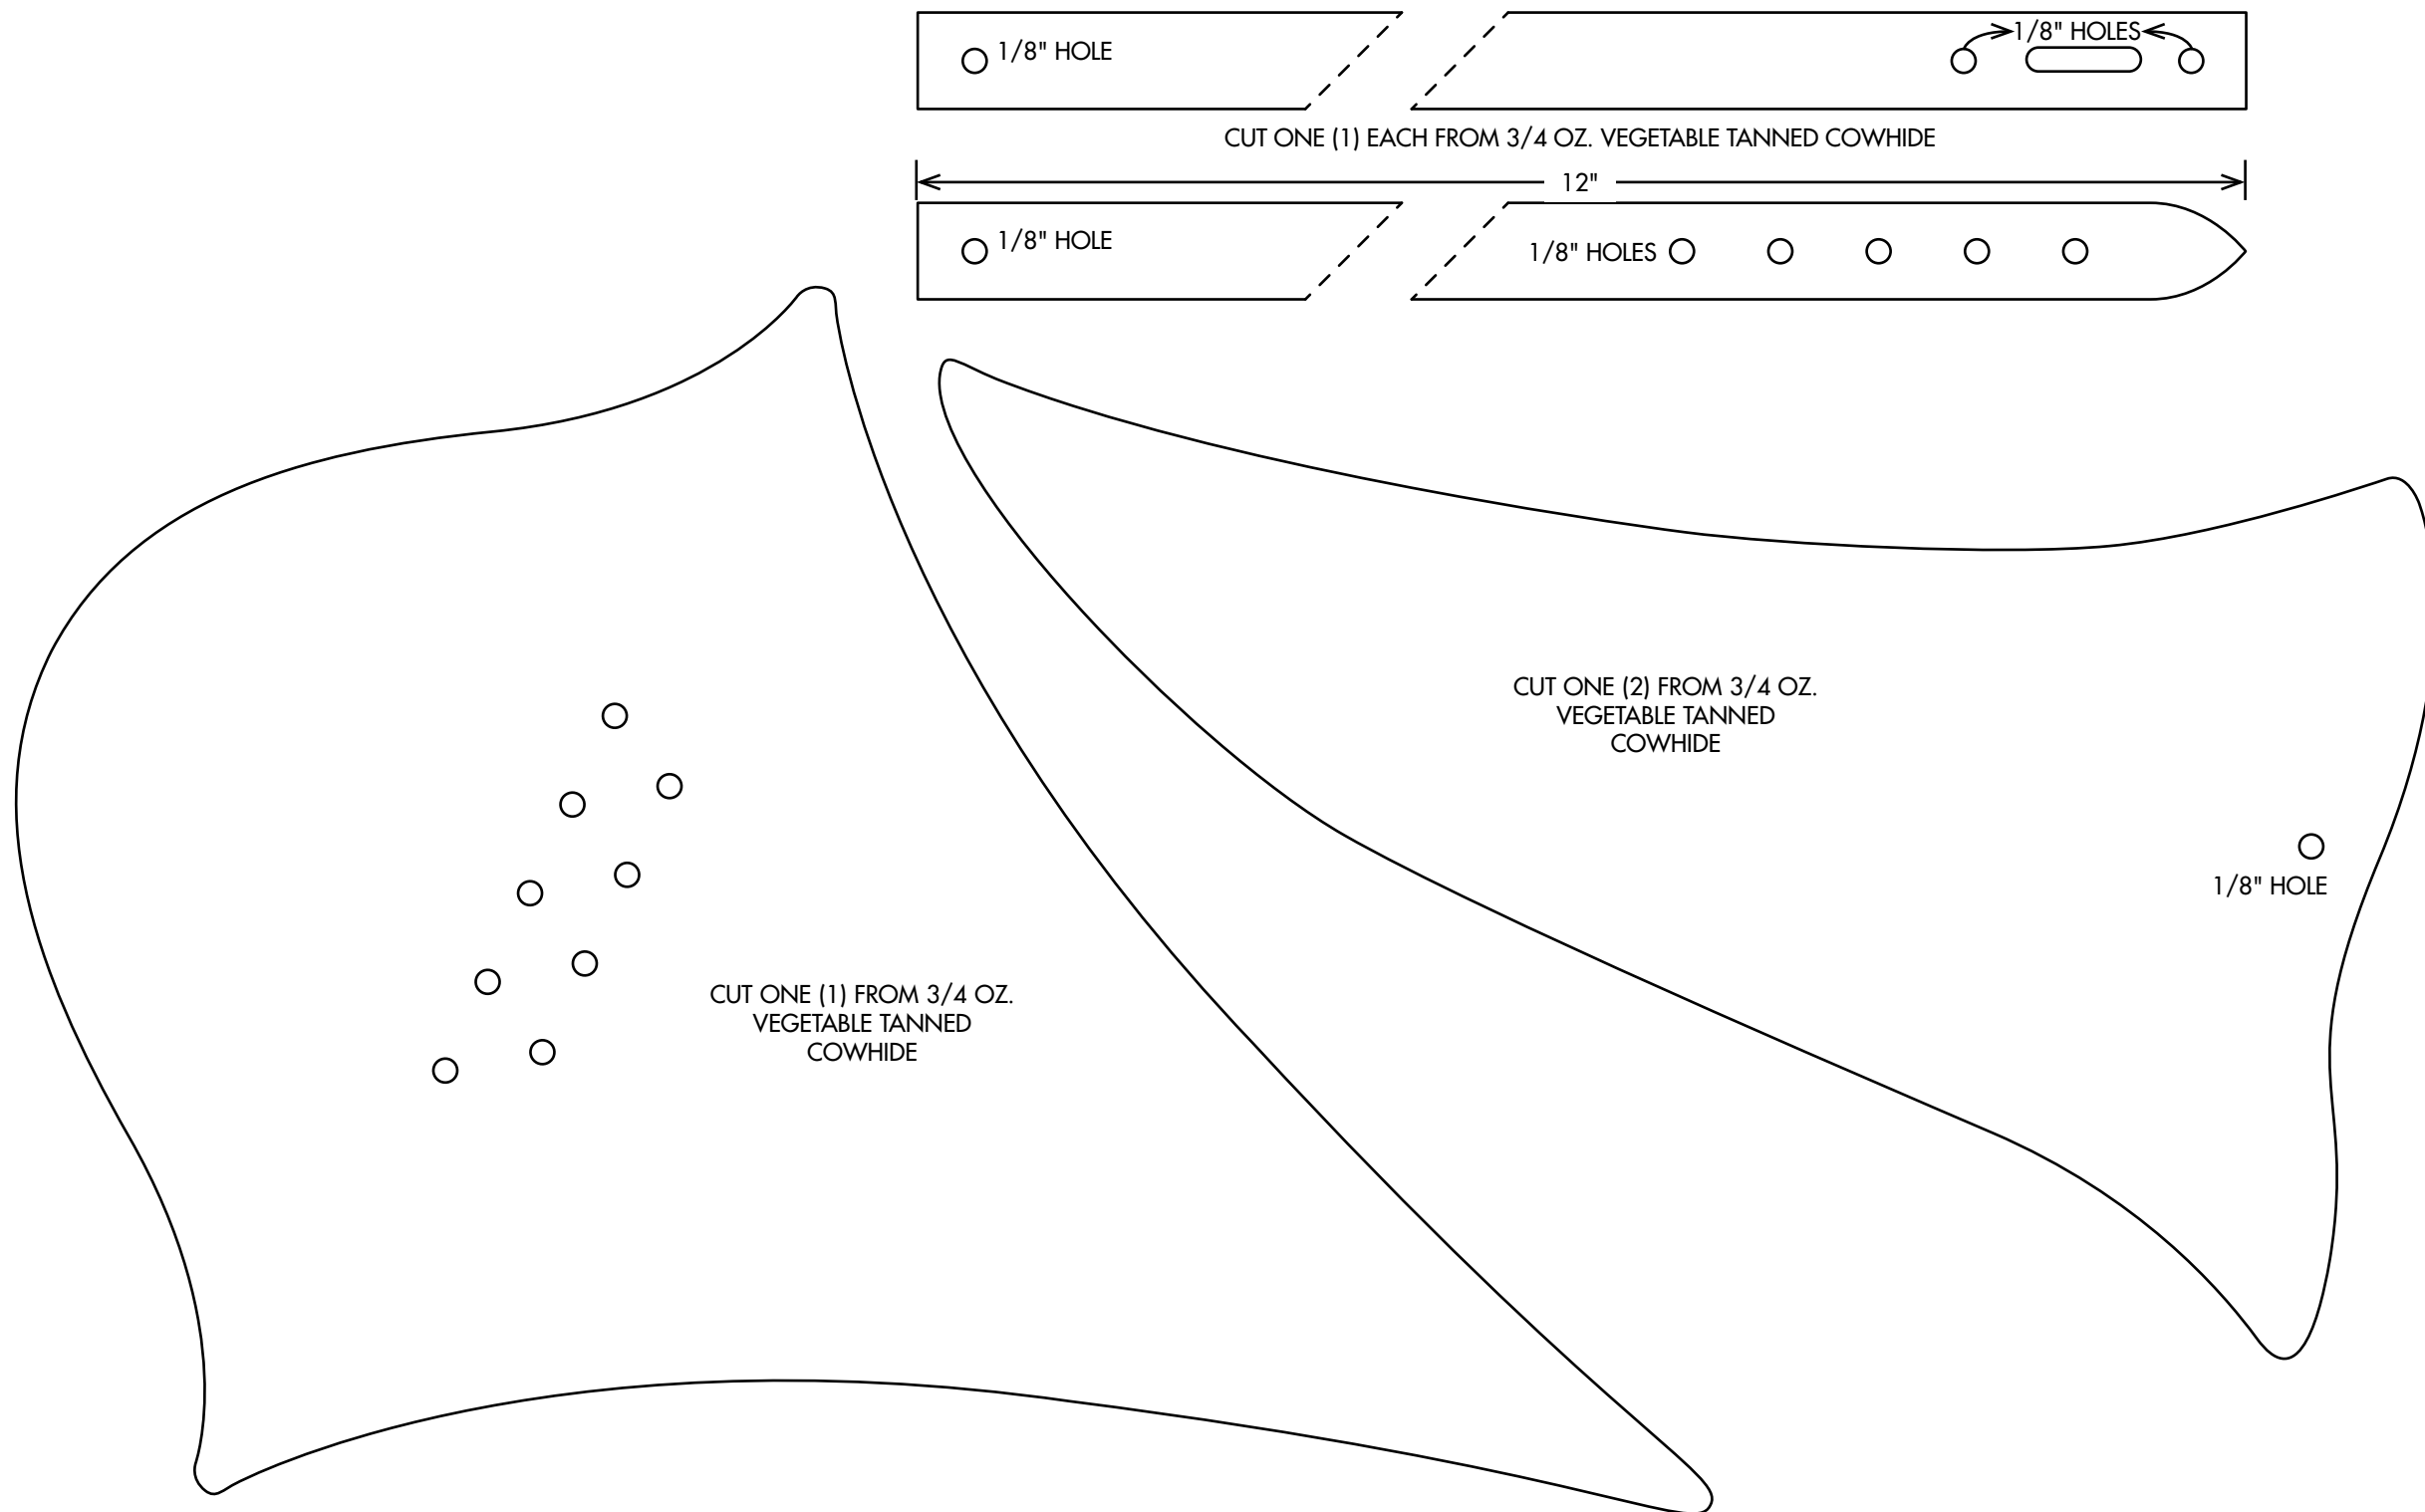 1/8" HOLE
1/8" HOLES
CUT ONE (1) EACH FROM 3/4 OZ. VEGETABLE TANNED COWHIDE
12"
1/8" HOLE
1/8" HOLES
CUT ONE (2) FROM 3/4 OZ.
VEGETABLE TANNED
COWHIDE
1/8" HOLE
CUT ONE (1) FROM 3/4 OZ.
VEGETABLE TANNED
COWHIDE